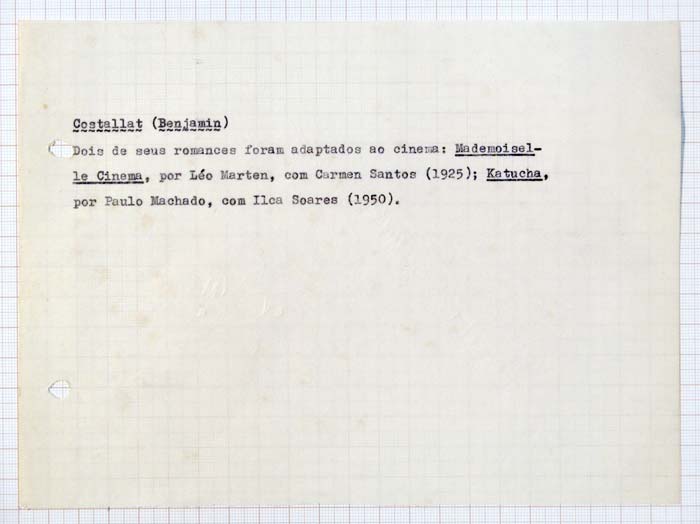 Costallat (Benjamin)
Dois de seus romances foram adaptados ao cinema: Mademoisel-
le Cinema, por Léo Marten, com Carmen Santos (1925); Katucha,
por Paulo Machado, com Ilca Soares (1950).